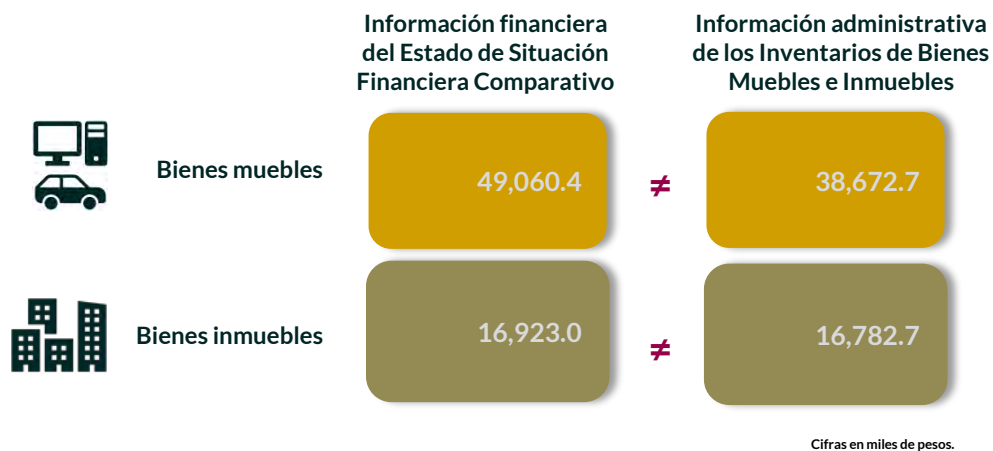 Información financiera
del Estado de Situación
Financiera Comparativo
Información administrativa
de los Inventarios de Bienes
Muebles e Inmuebles
Bienes muebles
49,060.4
≠
38,672.7
Bienes inmuebles
16,923.0
≠
16,782.7
Cifras en miles de pesos.